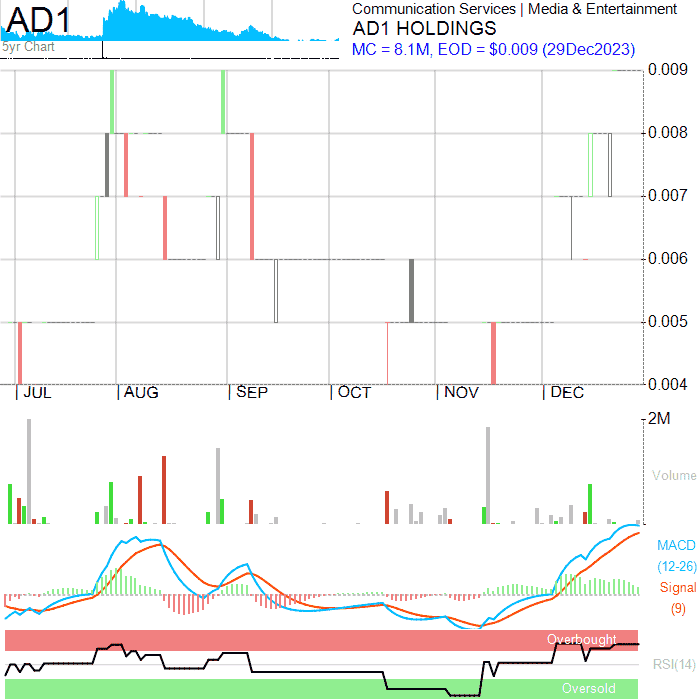 AD1
5yr Chart
Communication Services | Media & Entertainment
AD1 HOLDINGS
MC = 8.1M, EOD = $0.009 (29Dec2023)
0.009
0.008
0.007
0.006
0.005
0.004
JUL AUG SEP OCT NOV DEC
2M
Volume
MACD
(12-26)
Signal
(9)
Overbought
RSI(14)
Oversold